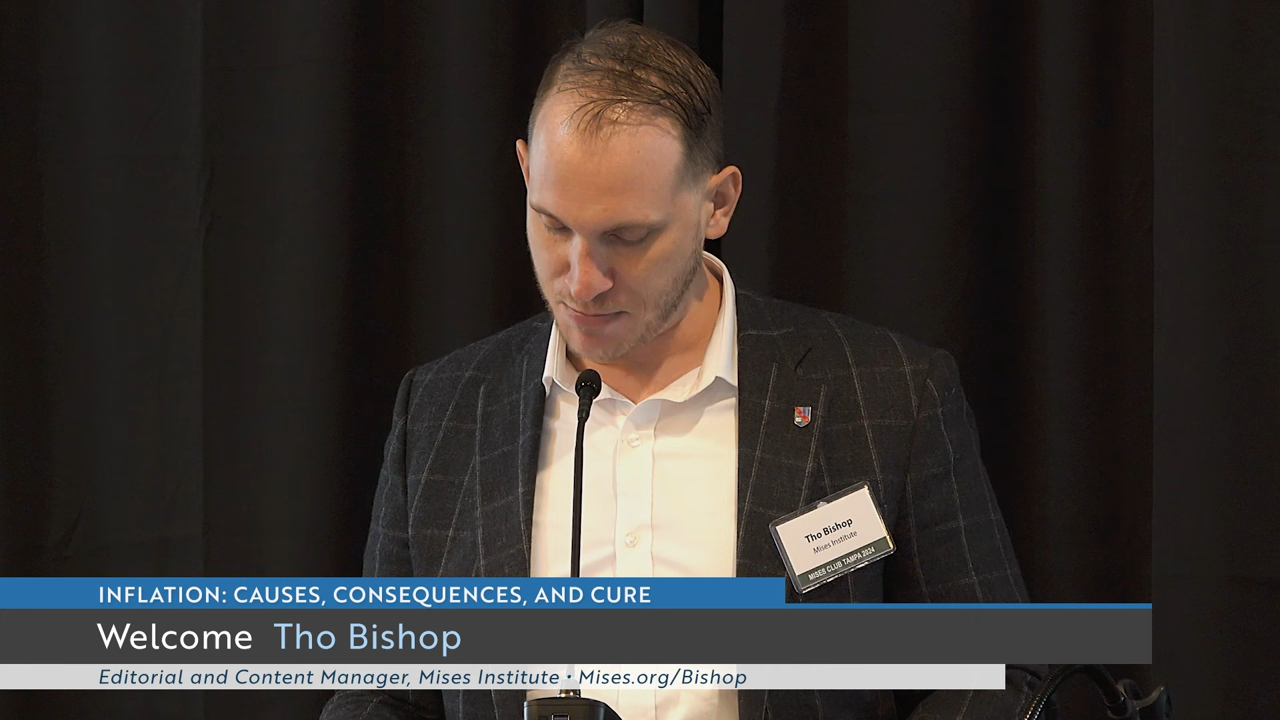 Tho Bishop
Mises Institute
MISES CLUB TAMPA 2024
INFLATION: CAUSES, CONSEQUENCES, AND CURE
Welcome Tho Bishop
Editorial and Content Manager, Mises Institute · Mises.org/Bishop